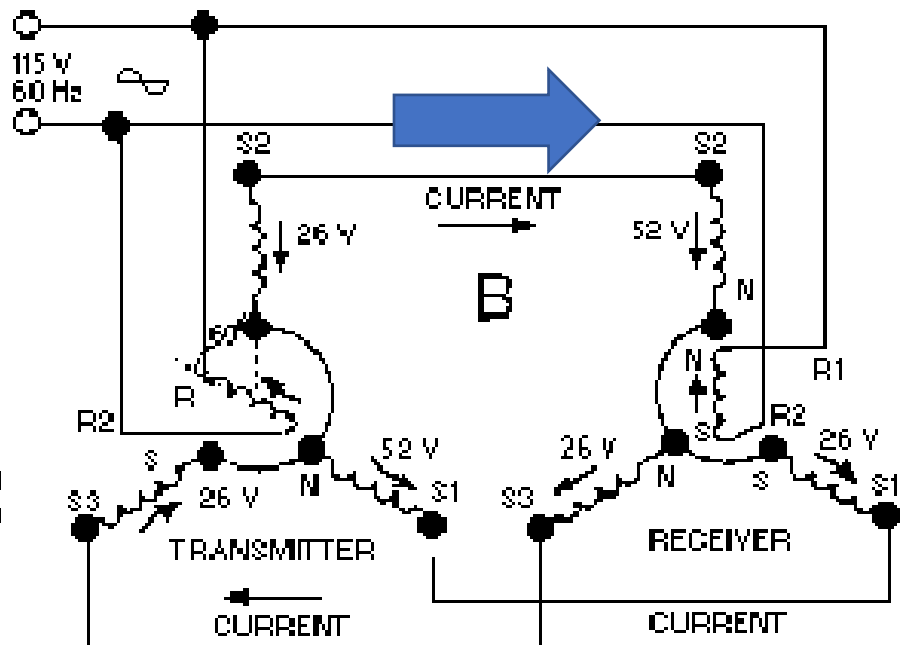 115 V
60 Hz
S2
S2
CURRENT
26 V
52 V
B
N
60
N
R
R1
R2
S
R2
S
52 V
26 V
26 V
S3
26 V
N
S1
S3
N
S
S1
TRANSMITTER
RECEIVER
CURRENT
CURRENT